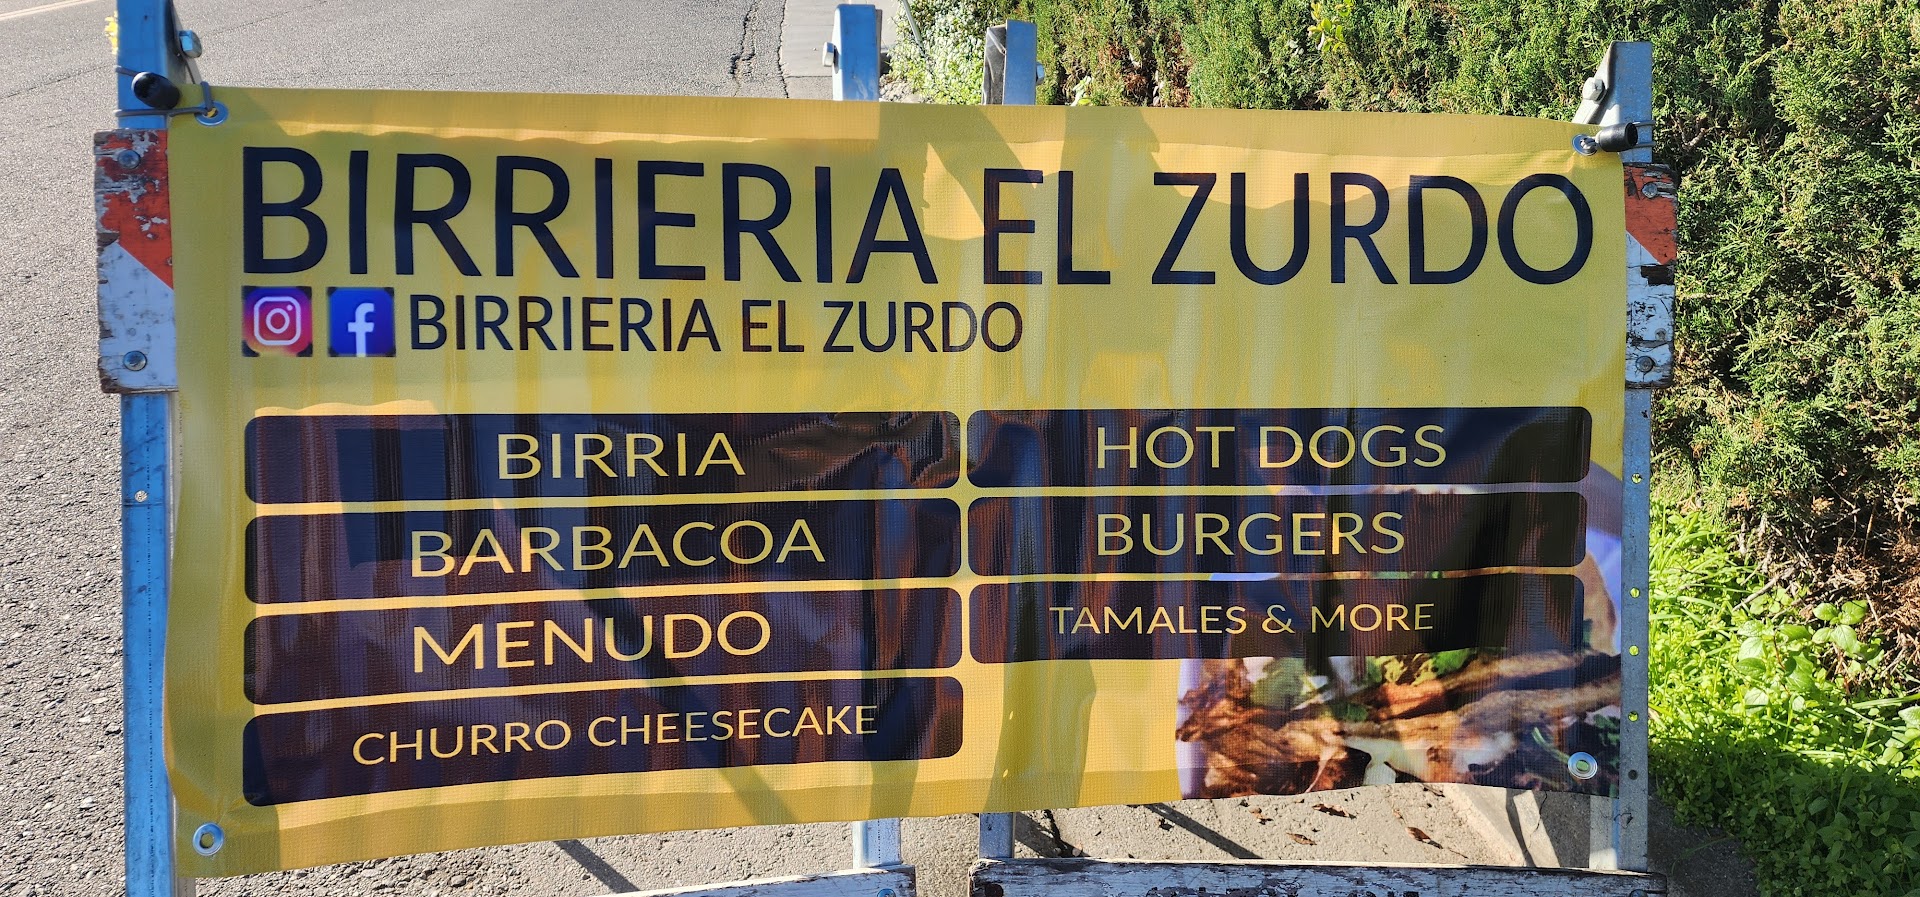 BIRRIERIA EL ZURDO
BIRRIERIA EL ZURDO
BIRRIA
BARBACOA
MENUDO
CHURRO CHEESECAKE
HOT DOGS
BURGERS
TAMALES & MORE